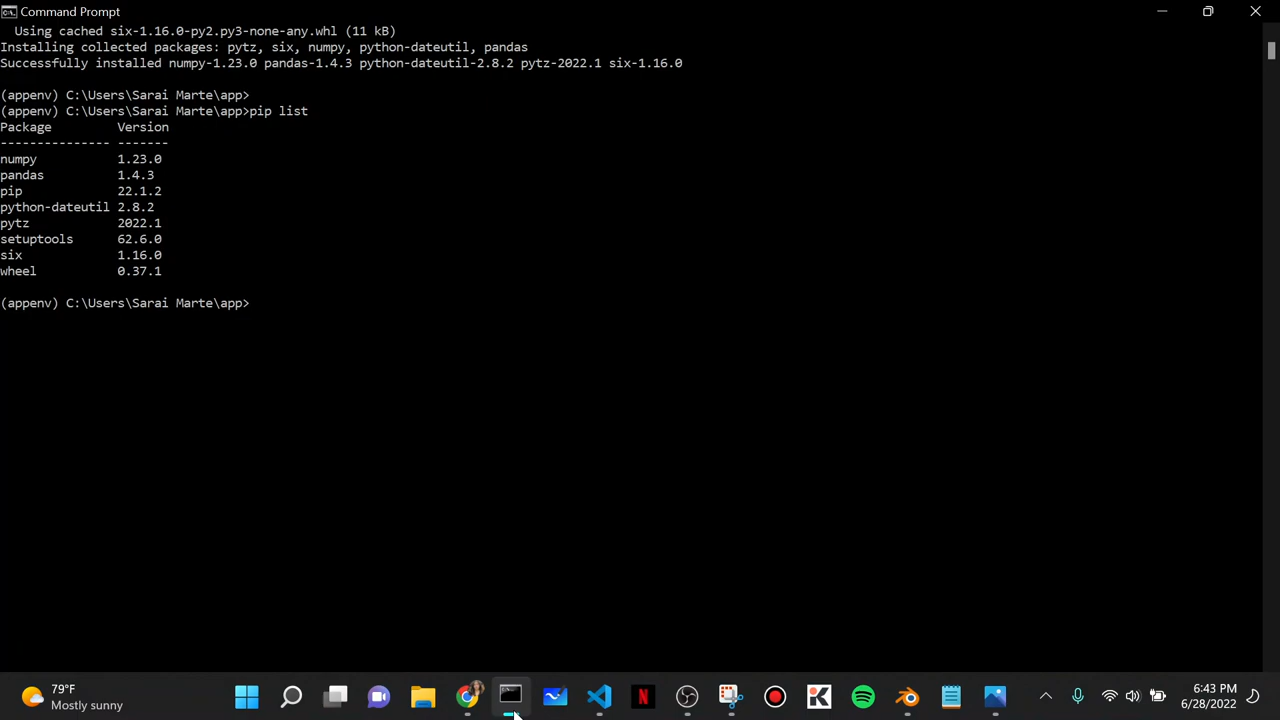 Command Prompt
Using cached six-1.16.0-py2.py3-none-any.whl (11 kB)
Installing collected packages: pytz, six, numpy, python-dateutil, pandas
Successfully installed numpy-1.23.0 pandas-1.4.3 python-dateutil-2.8.2 pytz-2022.1 six-1.16.0
(appenv) C:\Users\Sarai Marte\app>
(appenv) C:\Users\Sarai Marte\app>pip list
Package Version
--------------- -------
numpy 1.23.0
pandas 1.4.3
pip 22.1.2
python-dateutil 2.8.2
pytz 2022.1
setuptools 62.6.0
six 1.16.0
wheel 0.37.1
(appenv) C:\Users\Sarai Marte\app>
79°F
Mostly sunny
N
K
6:43 PM
6/28/2022